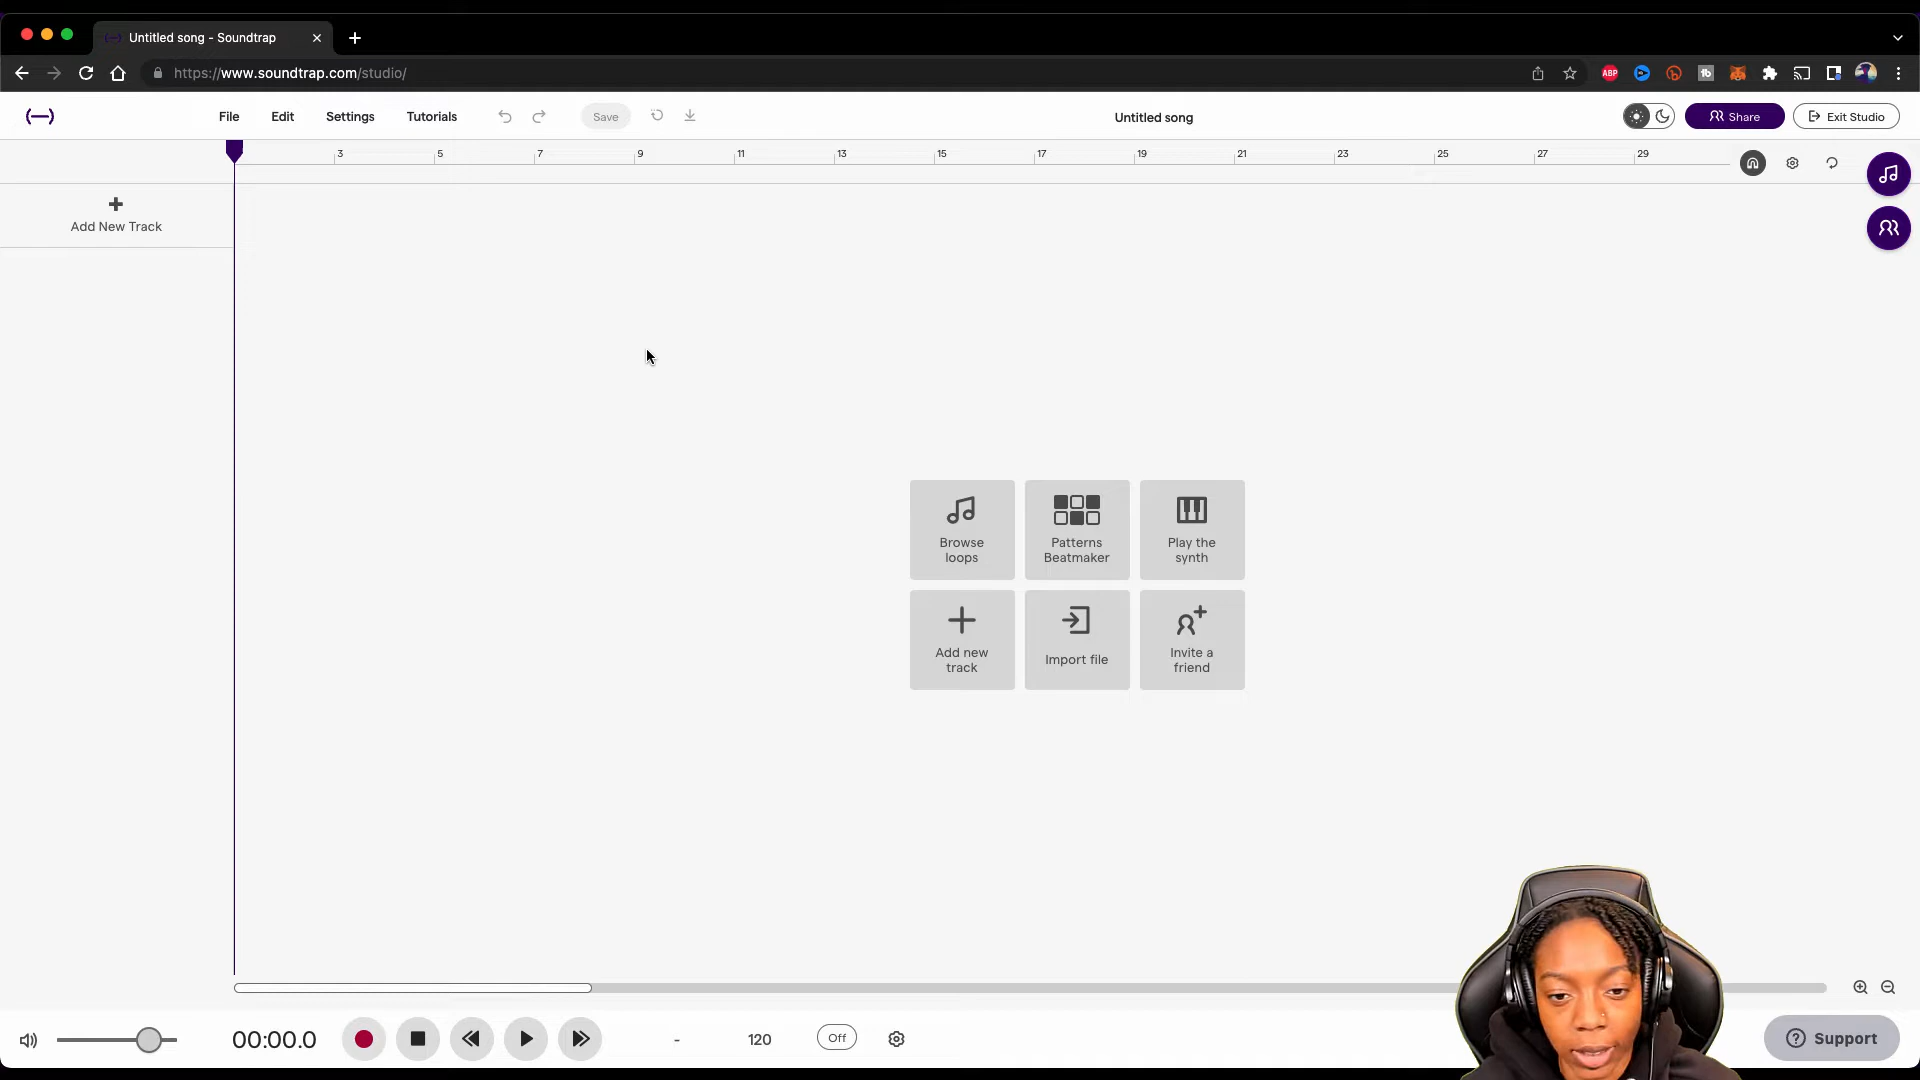 Untitled song - Soundtrap
https://www.soundtrap.com/studio/
ABP
tb
File Edit Settings Tutorials Save Untitled song Share Exit Studio
3 5 7 9 11 13 15 17 19 21 23 25 27 29
Add New Track
Browse
loops
Patterns
Beatmaker
Play the
synth
Add new
track
Import file
Invite a
friend
00:00.0 - 120 Off Support